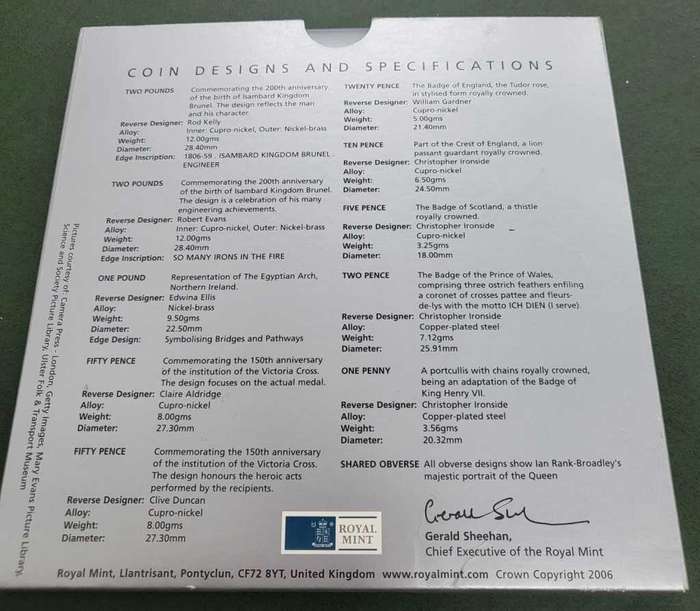 COIN DESIGNS AND SPECIFICATIONS
TWO POUNDS Commemorating the 200th anniversary
of the birth of Isambard Kingdom
Brunel. The design reflects the man
and his character.
Reverse Designer: Rod Kelly
Alloy: Inner: Cupro-nickel, Outer: Nickel-brass
Weight: 12.00gms
Diameter: 28.40mm
Edge Inscription: 1806-59 . ISAMBARD KINGDOM BRUNEL .
ENGINEER
TWO POUNDS Commemorating the 200th anniversary
of the birth of Isambard Kingdom Brunel.
The design is a celebration of his many
engineering achievements.
Reverse Designer: Robert Evans
Alloy: Inner: Cupro-nickel, Outer: Nickel-brass
Weight: 12.00gms
Diameter: 28.40mm
Edge Inscription: SO MANY IRONS IN THE FIRE
ONE POUND Representation of The Egyptian Arch,
Northern Ireland.
Reverse Designer: Edwina Ellis
Alloy: Nickel-brass
Weight: 9.50gms
Diameter: 22.50mm
Edge Design: Symbolising Bridges and Pathways
FIFTY PENCE Commemorating the 150th anniversary
of the institution of the Victoria Cross.
The design focuses on the actual medal.
Reverse Designer: Claire Aldridge
Alloy: Cupro-nickel
Weight: 8.00gms
Diameter: 27.30mm
FIFTY PENCE Commemorating the 150th anniversary
of the institution of the Victoria Cross.
The design honours the heroic acts
performed by the recipients.
Reverse Designer: Clive Duncan
Alloy: Cupro-nickel
Weight: 8.00gms
Diameter: 27.30mm
TWENTY PENCE The Badge of England, the Tudor rose,
in stylised form royally crowned.
Reverse Designer: William Gardner
Alloy: Cupro-nickel
Weight: 5.00gms
Diameter: 21.40mm
TEN PENCE Part of the Crest of England, a lion
passant guardant royally crowned.
Reverse Designer: Christopher Ironside
Alloy: Cupro-nickel
Weight: 6.50gms
Diameter: 24.50mm
FIVE PENCE The Badge of Scotland, a thistle
royally crowned.
Reverse Designer: Christopher Ironside
Alloy: Cupro-nickel
Weight: 3.25gms
Diameter: 18.00mm
TWO PENCE The Badge of the Prince of Wales,
comprising three ostrich feathers enfiling
a coronet of crosses pattee and fleurs-
de-lys with the motto ICH DIEN (I serve).
Reverse Designer: Christopher Ironside
Alloy: Copper-plated steel
Weight: 7.12gms
Diameter: 25.91mm
ONE PENNY A portcullis with chains royally crowned,
being an adaptation of the Badge of
King Henry VII.
Reverse Designer: Christopher Ironside
Alloy: Copper-plated steel
Weight: 3.56gms
Diameter: 20.32mm
SHARED OBVERSE All obverse designs show Ian Rank-Broadley's
majestic portrait of the Queen
Gerald Sheehan,
Chief Executive of the Royal Mint
ROYAL
MINT
Royal Mint, Llantrisant, Pontyclun, CF72 8YT, United Kingdom www.royalmint.com Crown Copyright 2006
Pictures courtesy of: Camera Press - London, Getty Images, Mary Evans Picture Library,
Science and Society Picture Library, Ulster Folk & Transport Museum